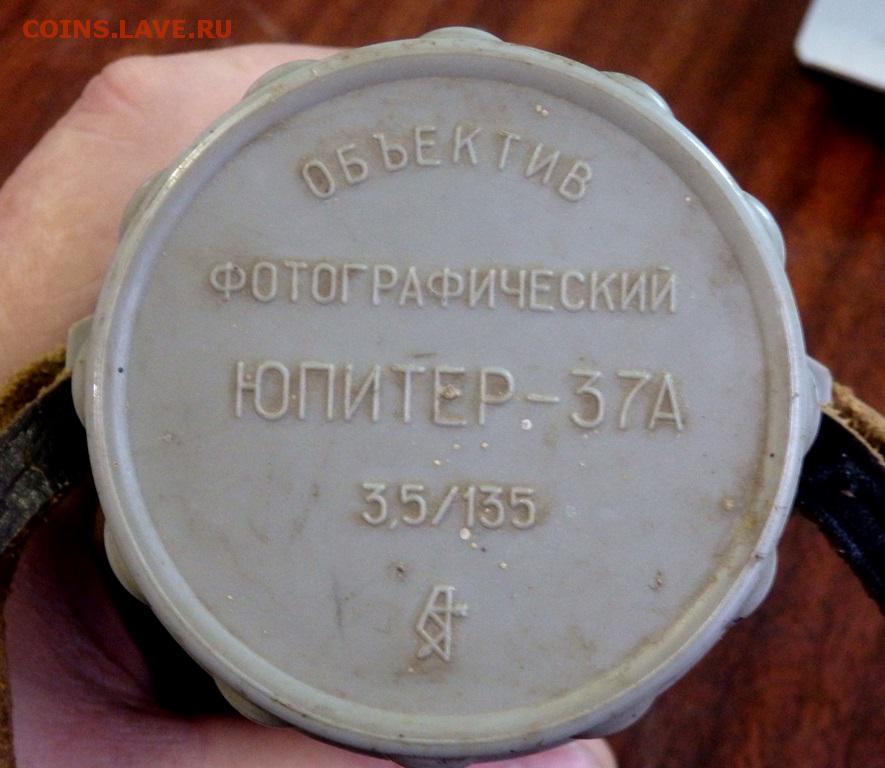 COINS.LAVE.RU
ОБЪЕКТИВ
ФОТОГРАФИЧЕСКИЙ
ЮПИТЕР-37А
3,5/135